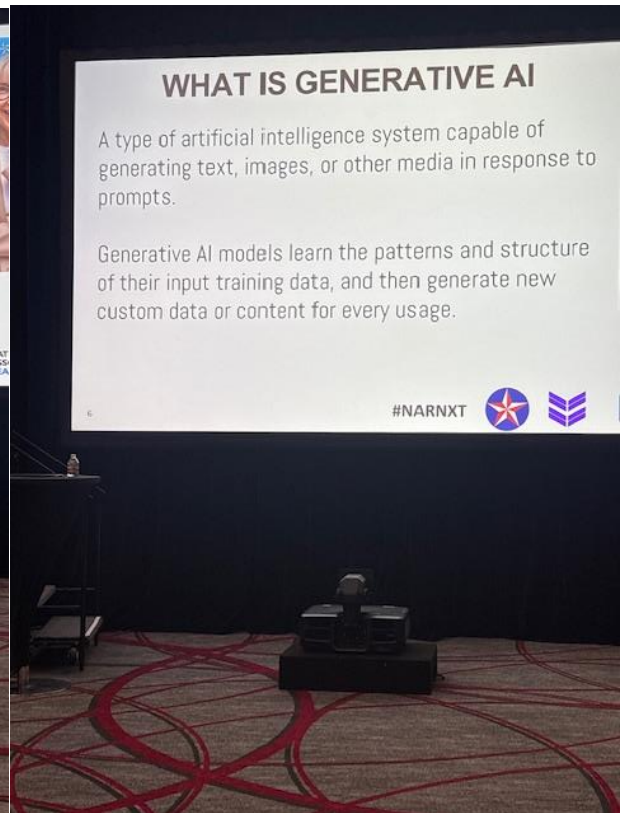 WHAT IS GENERATIVE AI
A type of artificial intelligence system capable of
generating text, images, or other media in response to
prompts.
Generative AI models learn the patterns and structure
of their input training data, and then generate new
custom data or content for every usage.
6
#NARNXT